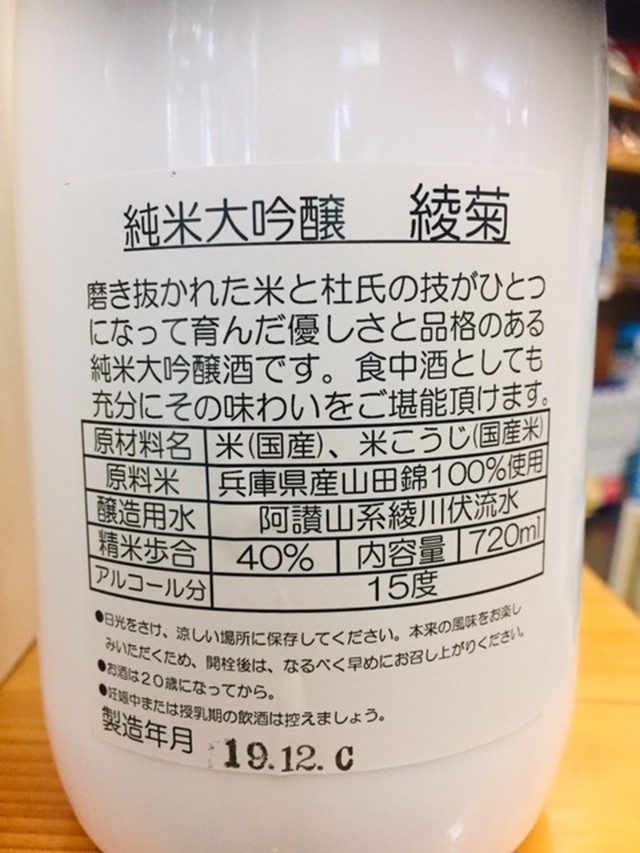 純米大吟醸 綾菊
磨き抜かれた米と杜氏の技がひとつ
になって育んだ優しさと品格のある
純米大吟醸酒です。食中酒としても
充分にその味わいをご堪能頂けます。
原材料名 米(国産)、米こうじ(国産米)
原料米 兵庫県産山田錦100%使用
醸造用水 阿讃山系綾川伏流水
精米歩合 40% 内容量 720ml
アルコール分 15度
●日光をさけ、涼しい場所に保存してください。本来の風味をお楽し
みいただくため、開栓後は、なるべく早めにお召し上がりください。
●お酒は20歳になってから。
●妊娠中または授乳期の飲酒は控えましょう。
製造年月 19.12.C